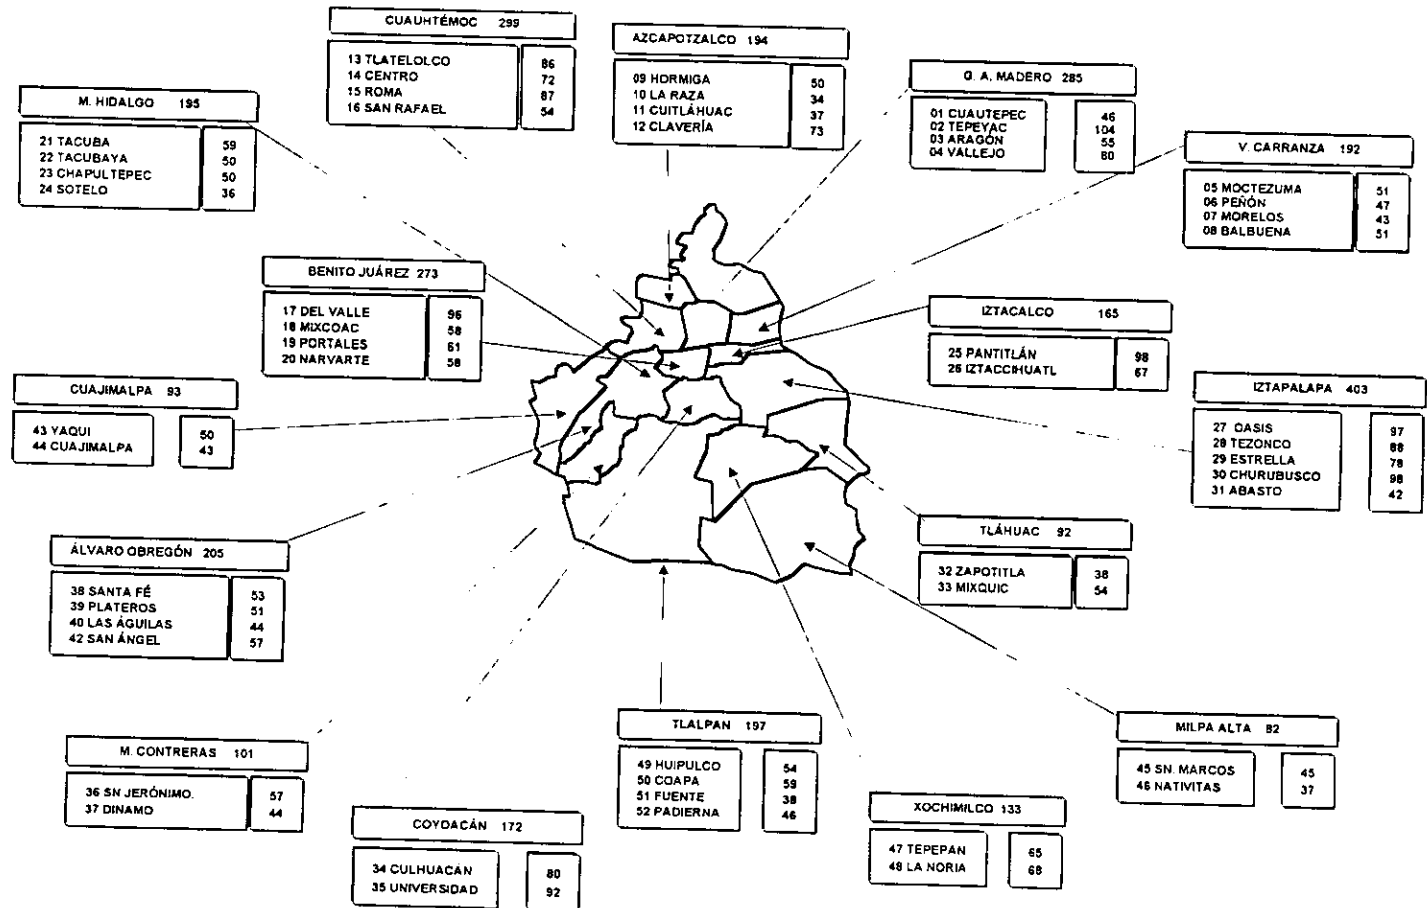 CUAUHTÉMOC 299
13 TLATELOLCO 86
14 CENTRO 72
15 ROMA 87
16 SAN RAFAEL 54
AZCAPOTZALCO 194
09 HORMIGA 50
10 LA RAZA 34
11 CUITLÁHUAC 37
12 CLAVERÍA 73
G. A. MADERO 285
01 CUAUTEPEC 46
02 TEPEYAC 104
03 ARAGÓN 55
04 VALLEJO 80
M. HIDALGO 195
21 TACUBA 59
22 TACUBAYA 50
23 CHAPULTEPEC 50
24 SOTELO 36
V. CARRANZA 192
05 MOCTEZUMA 51
06 PEÑÓN 47
07 MORELOS 43
08 BALBUENA 51
BENITO JUÁREZ 273
17 DEL VALLE 96
18 MIXCOAC 58
19 PORTALES 61
20 NARVARTE 58
IZTACALCO 165
25 PANTITLÁN 98
26 IZTACCIHUATL 67
CUAJIMALPA 93
43 YAQUI 50
44 CUAJIMALPA 43
IZTAPALAPA 403
27 OASIS 97
28 TEZONCO 88
29 ESTRELLA 78
30 CHURUBUSCO 98
31 ABASTO 42
ÁLVARO OBREGÓN 205
38 SANTA FÉ 53
39 PLATEROS 51
40 LAS ÁGUILAS 44
42 SAN ÁNGEL 57
TLÁHUAC 92
32 ZAPOTITLA 38
33 MIXQUIC 54
M. CONTRERAS 101
36 SN JERÓNIMO. 57
37 DINAMO 44
TLALPAN 197
49 HUIPULCO 54
50 COAPA 59
51 FUENTE 38
52 PADIERNA 46
MILPA ALTA 82
45 SN. MARCOS 45
46 NATIVITAS 37
COYOACÁN 172
34 CULHUACÁN 80
35 UNIVERSIDAD 92
XOCHIMILCO 133
47 TEPEPAN 65
48 LA NORIA 68